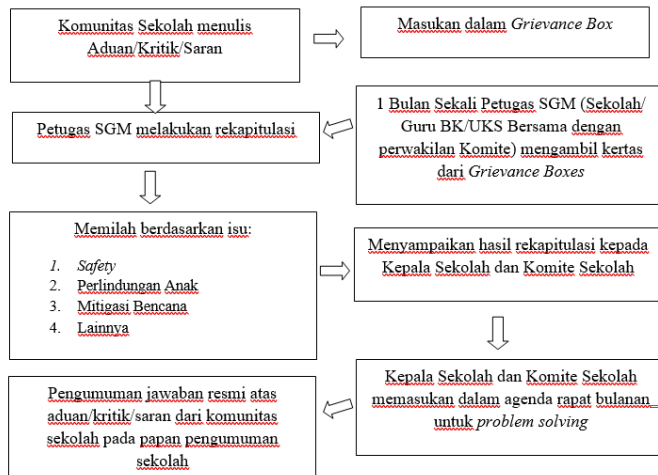 Komunitas Sekolah menulis
Aduan/Kritik/Saran
Masukan dalam Grievance Box
1 Bulan Sekali Petugas SGM (Sekolah/
Guru BK/UKS Bersama dengan
perwakilan Komite) mengambil kertas
dari Grievance Boxes
Petugas SGM melakukan rekapitulasi
Memilah berdasarkan isu:
1. Safety
2. Perlindungan Anak
3. Mitigasi Bencana
4. Lainnya
Menyampaikan hasil rekapitulasi kepada
Kepala Sekolah dan Komite Sekolah
Kepala Sekolah dan Komite Sekolah
memasukan dalam agenda rapat bulanan
untuk problem solving
Pengumuman jawaban resmi atas
aduan/kritik/saran dari komunitas
sekolah pada papan pengumuman
sekolah